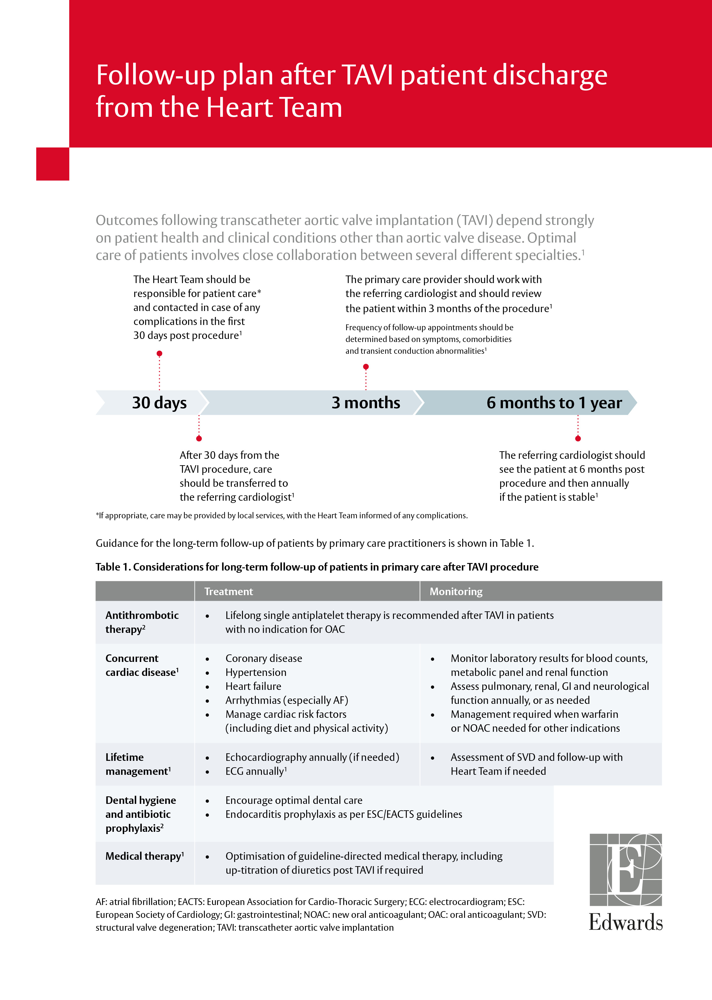 Follow-up plan after TAVI patient discharge
from the Heart Team
Outcomes following transcatheter aortic valve implantation (TAVI) depend strongly
on patient health and clinical conditions other than aortic valve disease. Optimal
care of patients involves close collaboration between several different specialties.¹
The Heart Team should be
responsible for patient care*
and contacted in case of any
complications in the first
30 days post procedure¹
The primary care provider should work with
the referring cardiologist and should review
the patient within 3 months of the procedure¹
Frequency of follow-up appointments should be
determined based on symptoms, comorbidities
and transient conduction abnormalities¹
30 days
3 months
6 months to 1 year
After 30 days from the
TAVI procedure, care
should be transferred to
the referring cardiologist¹
The referring cardiologist should
see the patient at 6 months post
procedure and then annually
if the patient is stable¹
*If appropriate, care may be provided by local services, with the Heart Team informed of any complications.
Guidance for the long-term follow-up of patients by primary care practitioners is shown in Table 1.
Table 1. Considerations for long-term follow-up of patients in primary care after TAVI procedure
Treatment
Monitoring
Antithrombotic
therapy²
• Lifelong single antiplatelet therapy is recommended after TAVI in patients
with no indication for OAC
Concurrent
cardiac disease¹
• Coronary disease
• Hypertension
• Heart failure
• Arrhythmias (especially AF)
• Manage cardiac risk factors
(including diet and physical activity)
• Monitor laboratory results for blood counts,
metabolic panel and renal function
• Assess pulmonary, renal, GI and neurological
function annually, or as needed
• Management required when warfarin
or NOAC needed for other indications
Lifetime
management¹
• Echocardiography annually (if needed)
• ECG annually¹
• Assessment of SVD and follow-up with
Heart Team if needed
Dental hygiene
and antibiotic
prophylaxis²
• Encourage optimal dental care
• Endocarditis prophylaxis as per ESC/EACTS guidelines
Medical therapy¹
• Optimisation of guideline-directed medical therapy, including
up-titration of diuretics post TAVI if required
AF: atrial fibrillation; EACTS: European Association for Cardio-Thoracic Surgery; ECG: electrocardiogram; ESC:
European Society of Cardiology; GI: gastrointestinal; NOAC: new oral anticoagulant; OAC: oral anticoagulant; SVD:
structural valve degeneration; TAVI: transcatheter aortic valve implantation
E
Edwards